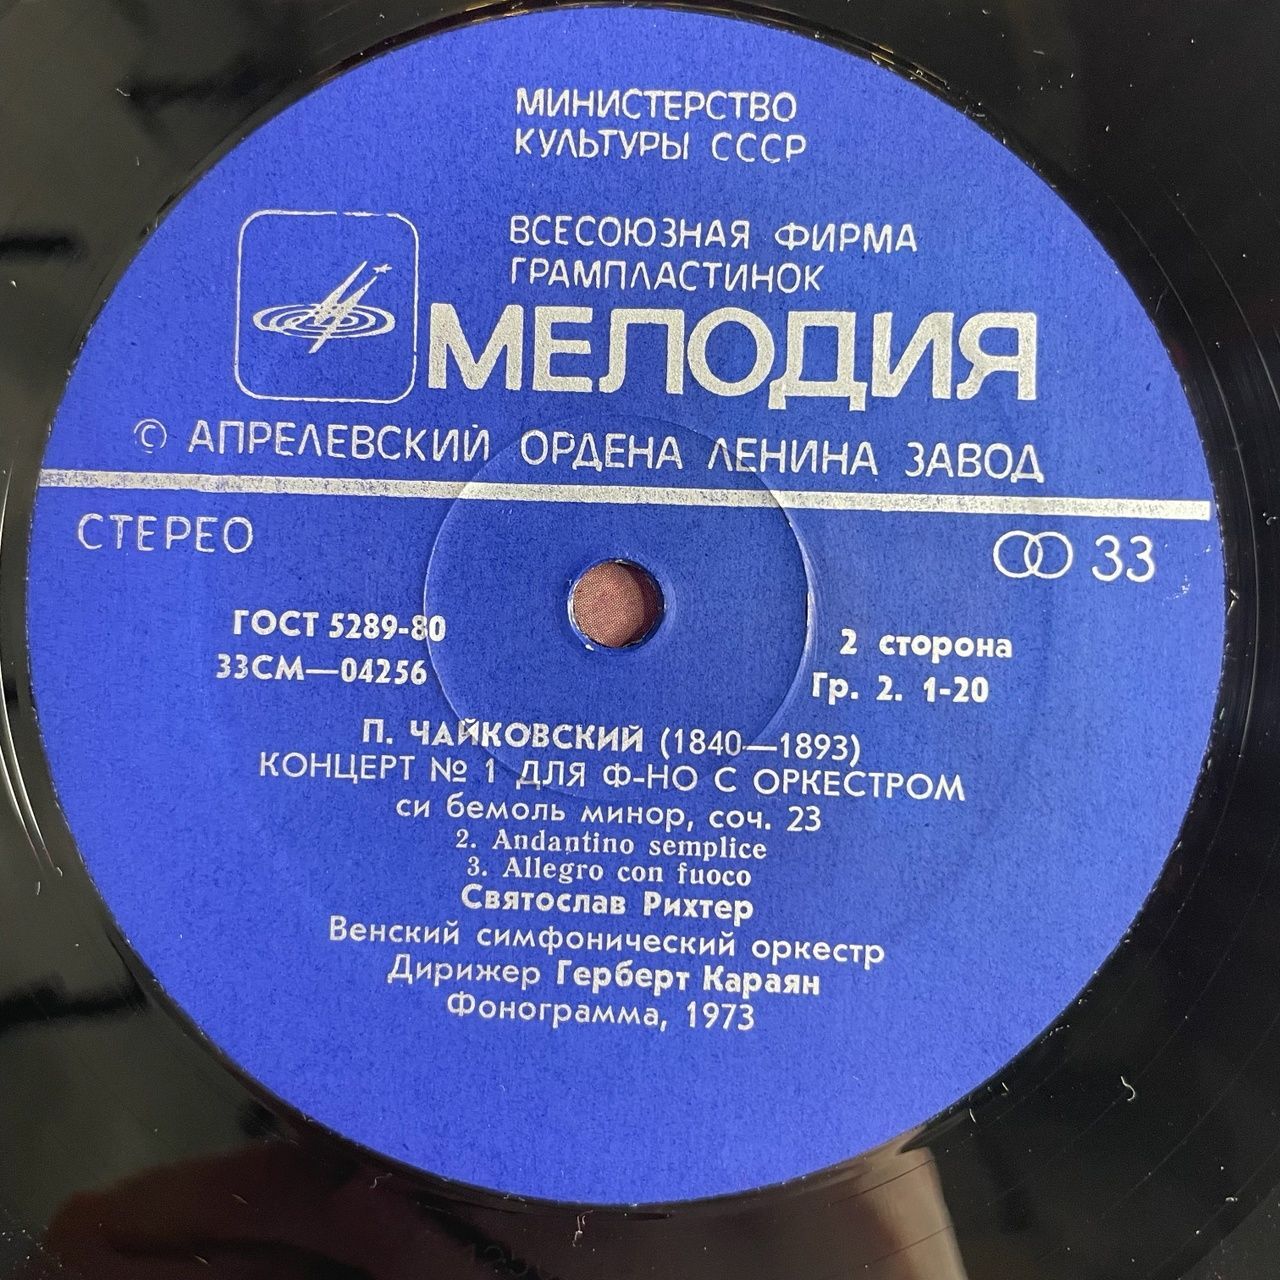 МИНИСТЕРСТВО
КУЛЬТУРЫ СССР
ВСЕСОЮЗНАЯ ФИРМА
ГРАМПЛАСТИНОК
МЕЛОДИЯ
© АПРЕЛЕВСКИЙ ОРДЕНА ЛЕНИНА ЗАВОД
СТЕРЕО
33
ГОСТ 5289-80
33СМ—04256
2 сторона
Гр. 2. 1-20
П. ЧАЙКОВСКИЙ (1840—1893)
КОНЦЕРТ № 1 ДЛЯ Ф-НО С ОРКЕСТРОМ
си бемоль минор, соч. 23
2. Andantino semplice
3. Allegro con fuoco
Святослав Рихтер
Венский симфонический оркестр
Дирижер Герберт Караян
Фонограмма, 1973